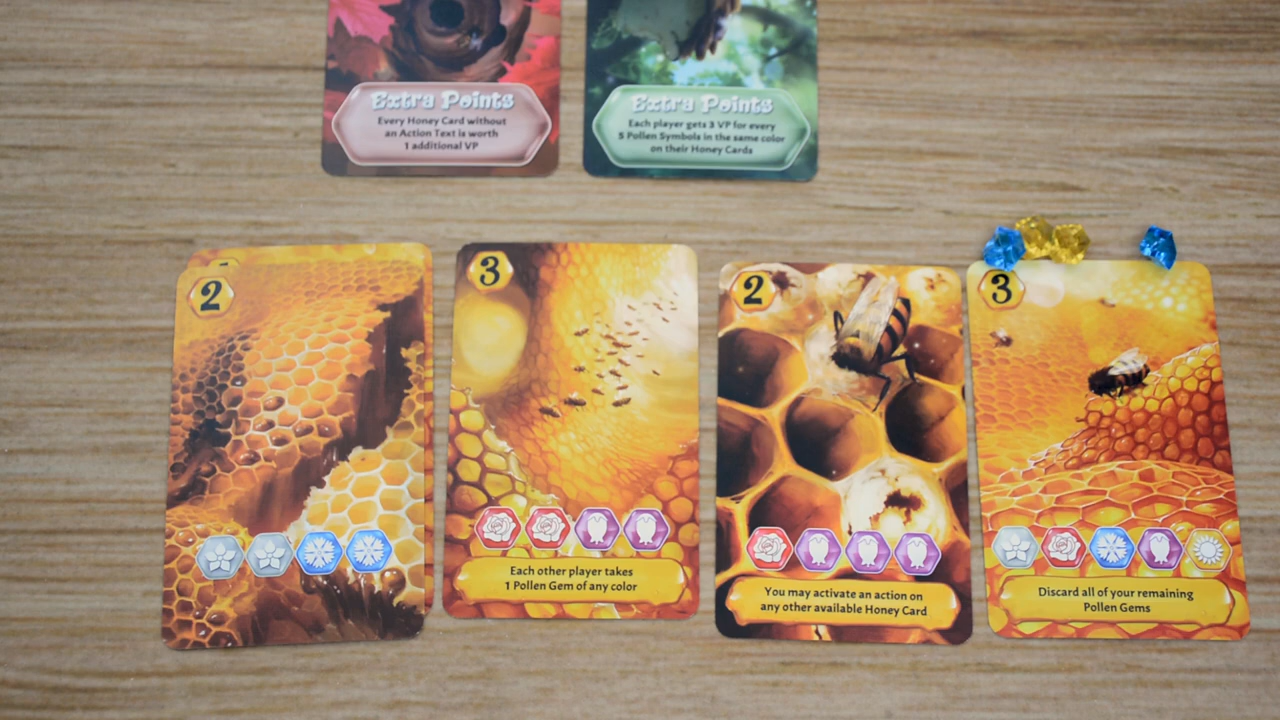 Extra Points
Every Honey Card without
an Action Text is worth
1 additional VP
Extra Points
Each player gets 3 VP for every
5 Pollen Symbols in the same color
on their Honey Cards
2
3
Each other player takes
1 Pollen Gem of any color
2
You may activate an action on
any other available Honey Card
3
Discard all of your remaining
Pollen Gems